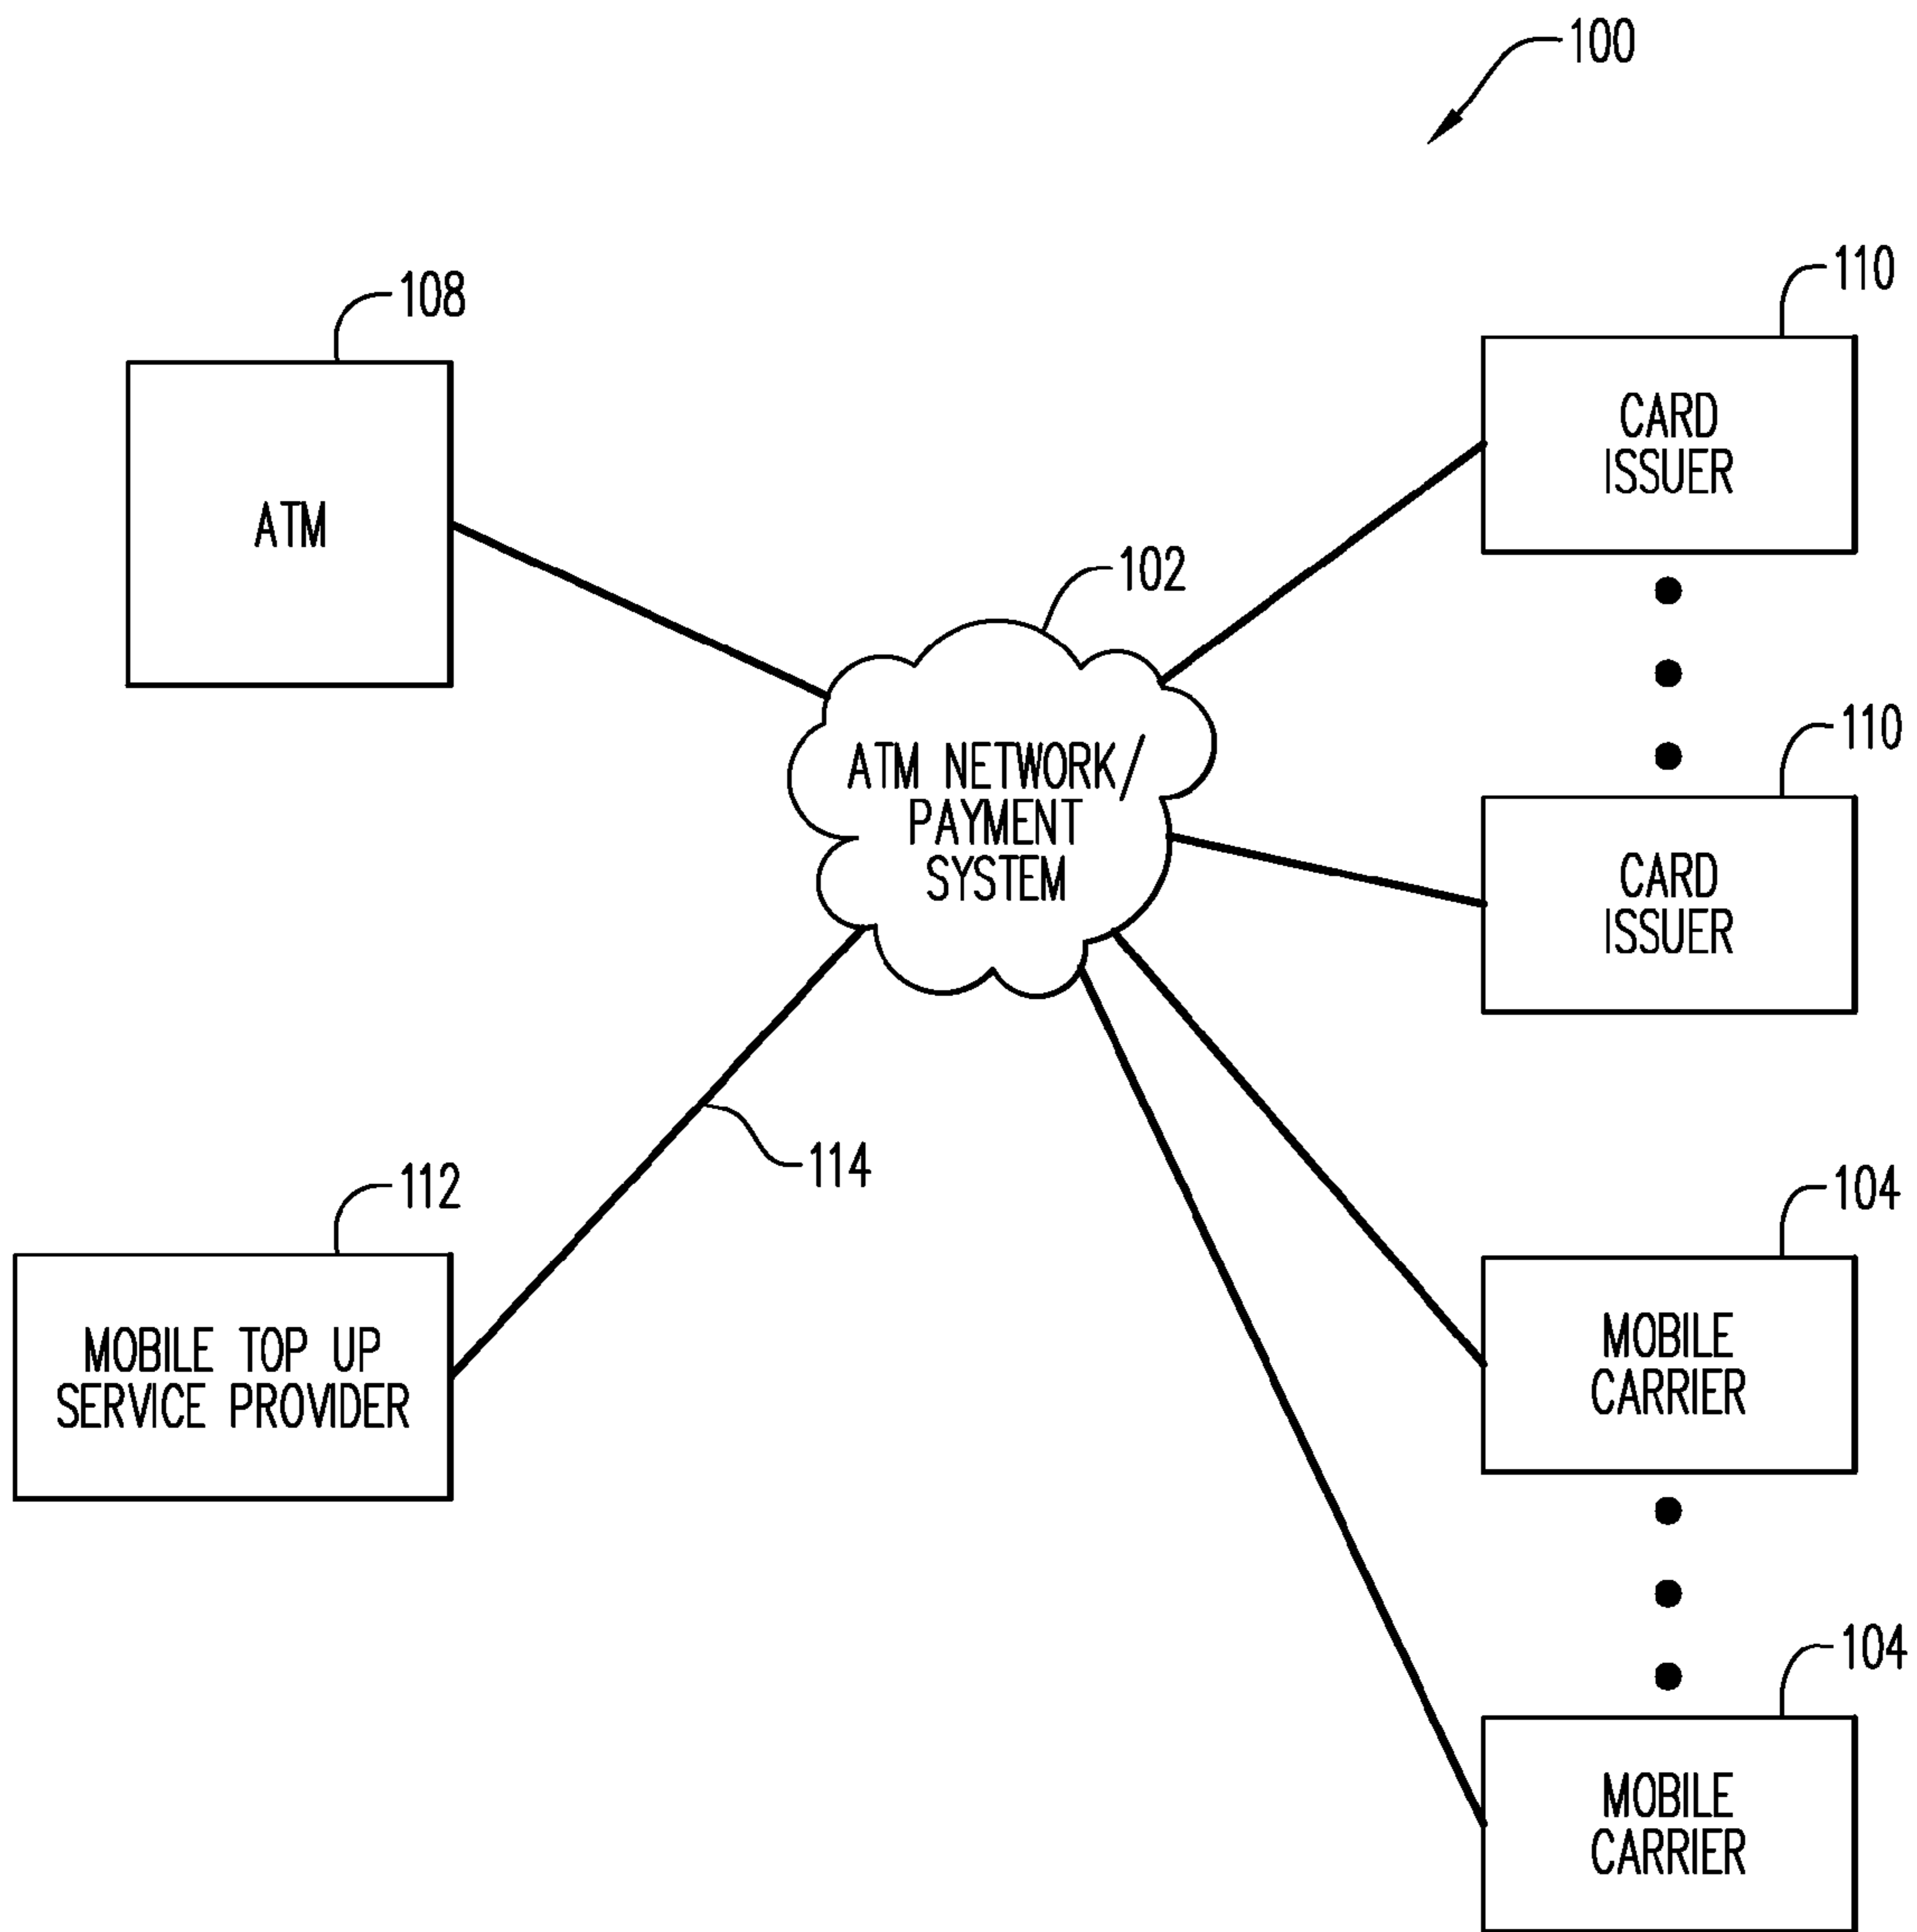 100
108
110
ATM
CARD
ISSUER
102
110
ATM NETWORK/
PAYMENT
SYSTEM
CARD
ISSUER
114
112
104
MOBILE TOP UP
SERVICE PROVIDER
MOBILE
CARRIER
104
MOBILE
CARRIER